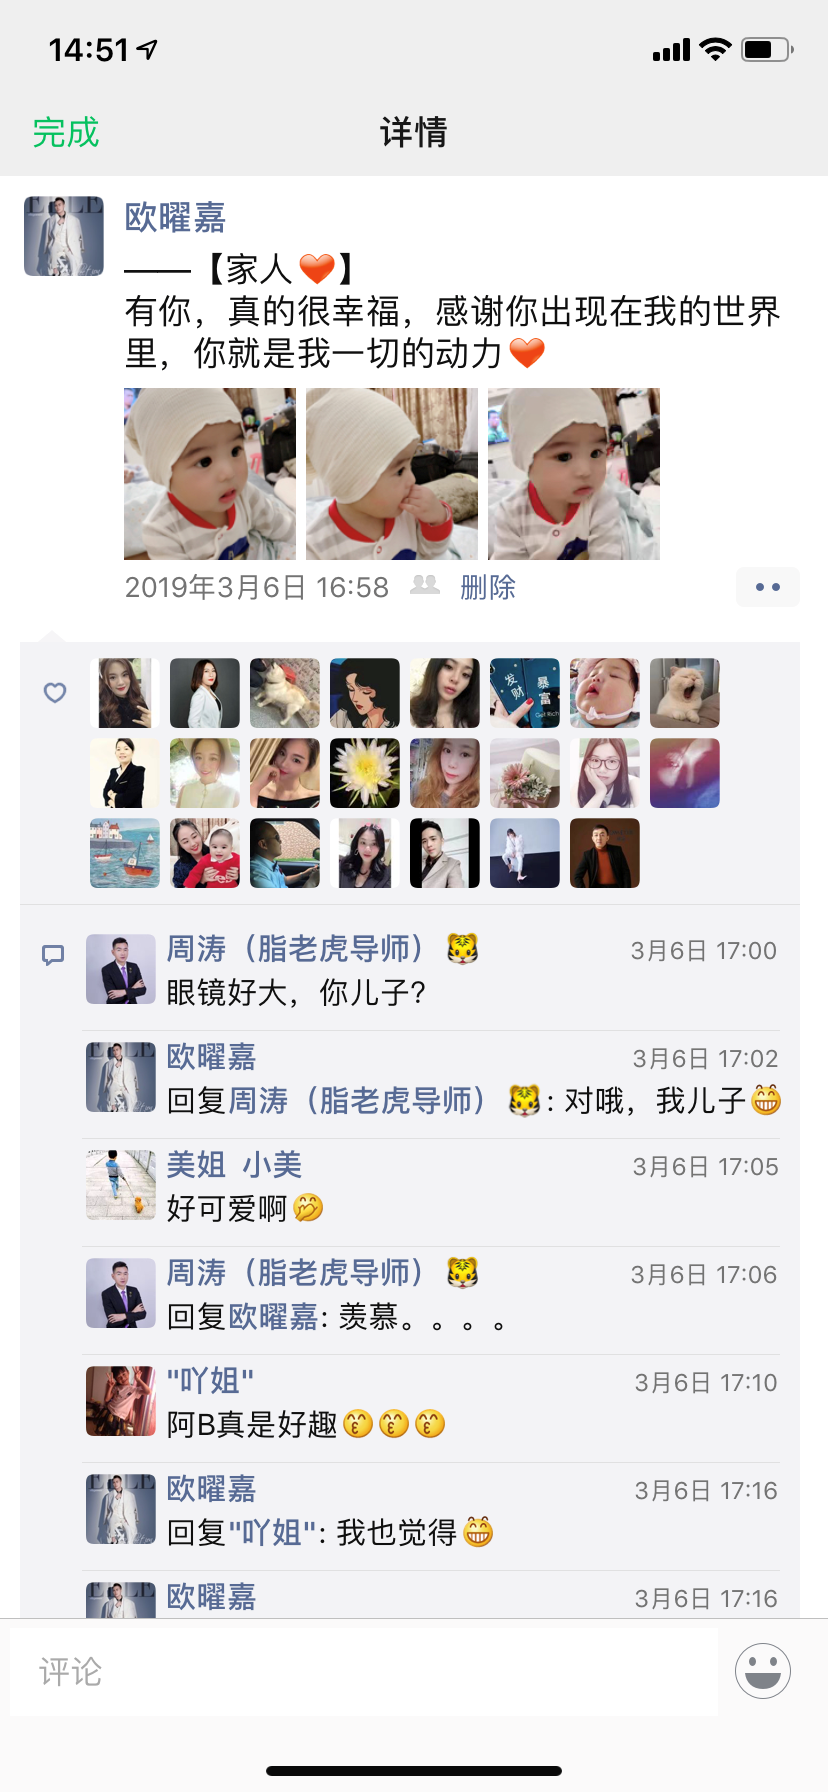 14:51
完成
详情
欧曜嘉
——【家人❤️】
有你，真的很幸福，感谢你出现在我的世界
里，你就是我一切的动力❤️
2019年3月6日 16:58 删除
发财
暴富
Get Rich
周涛（脂老虎导师）🐯 3月6日 17:00
眼镜好大，你儿子?
欧曜嘉 3月6日 17:02
回复周涛（脂老虎导师）🐯: 对哦，我儿子😁
美姐 小美 3月6日 17:05
好可爱啊🤭
周涛（脂老虎导师）🐯 3月6日 17:06
回复欧曜嘉: 羡慕。。。。
"吖姐" 3月6日 17:10
阿B真是好趣😙😙😙
欧曜嘉 3月6日 17:16
回复"吖姐": 我也觉得😁
欧曜嘉 3月6日 17:16
评论